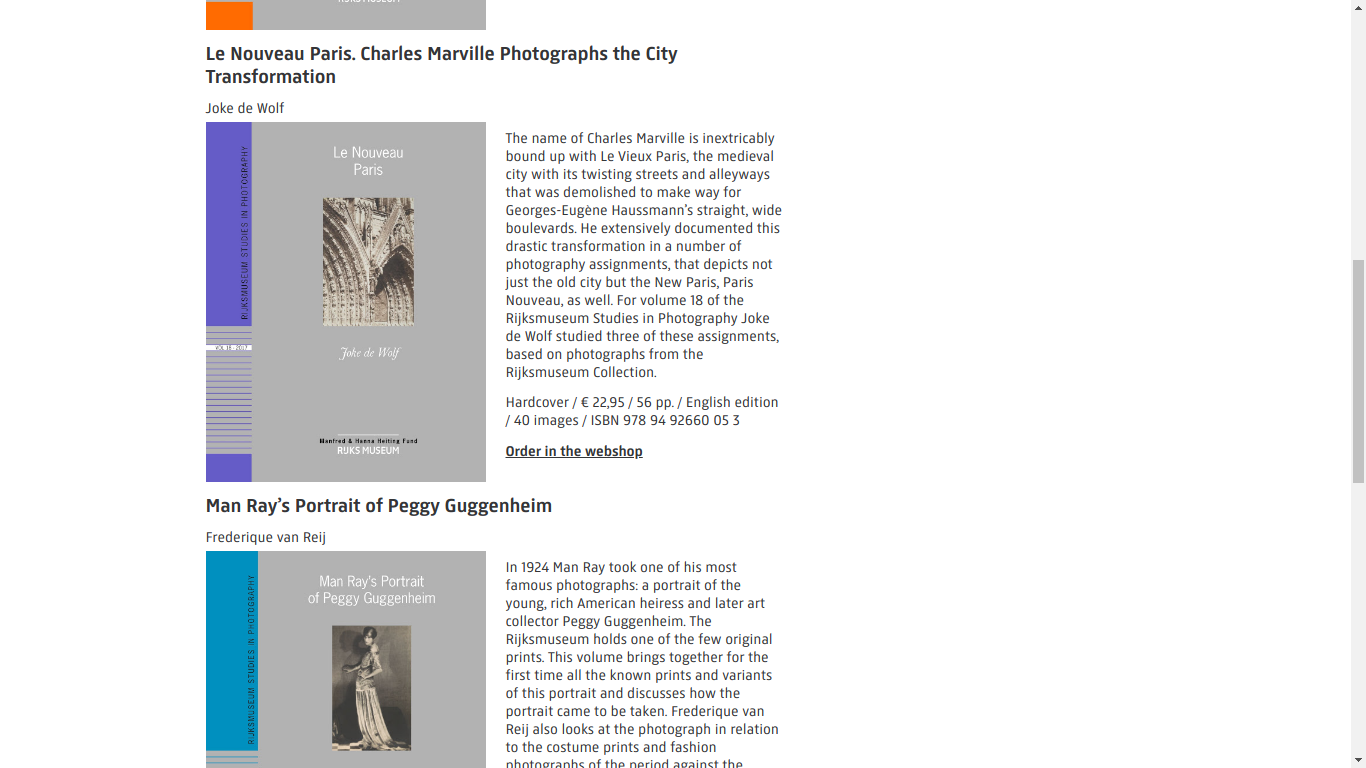 RIJKS MUSEUM
Le Nouveau Paris. Charles Marville Photographs the City
Transformation
Joke de Wolf
Le Nouveau
Paris
RIJKSMUSEUM STUDIES IN PHOTOGRAPHY
VOL 18, 2017
Joke de Wolf
Manfred & Hanna Heiting Fund
RIJKS MUSEUM
The name of Charles Marville is inextricably
bound up with Le Vieux Paris, the medieval
city with its twisting streets and alleyways
that was demolished to make way for
Georges-Eugène Haussmann’s straight, wide
boulevards. He extensively documented this
drastic transformation in a number of
photography assignments, that depicts not
just the old city but the New Paris, Paris
Nouveau, as well. For volume 18 of the
Rijksmuseum Studies in Photography Joke
de Wolf studied three of these assignments,
based on photographs from the
Rijksmuseum Collection.
Hardcover / € 22,95 / 56 pp. / English edition
/ 40 images / ISBN 978 94 92660 05 3
Order in the webshop
Man Ray’s Portrait of Peggy Guggenheim
Frederique van Reij
Man Ray's Portrait
of Peggy Guggenheim
RIJKSMUSEUM STUDIES IN PHOTOGRAPHY
In 1924 Man Ray took one of his most
famous photographs: a portrait of the
young, rich American heiress and later art
collector Peggy Guggenheim. The
Rijksmuseum holds one of the few original
prints. This volume brings together for the
first time all the known prints and variants
of this portrait and discusses how the
portrait came to be taken. Frederique van
Reij also looks at the photograph in relation
to the costume prints and fashion
photographs of the period against the